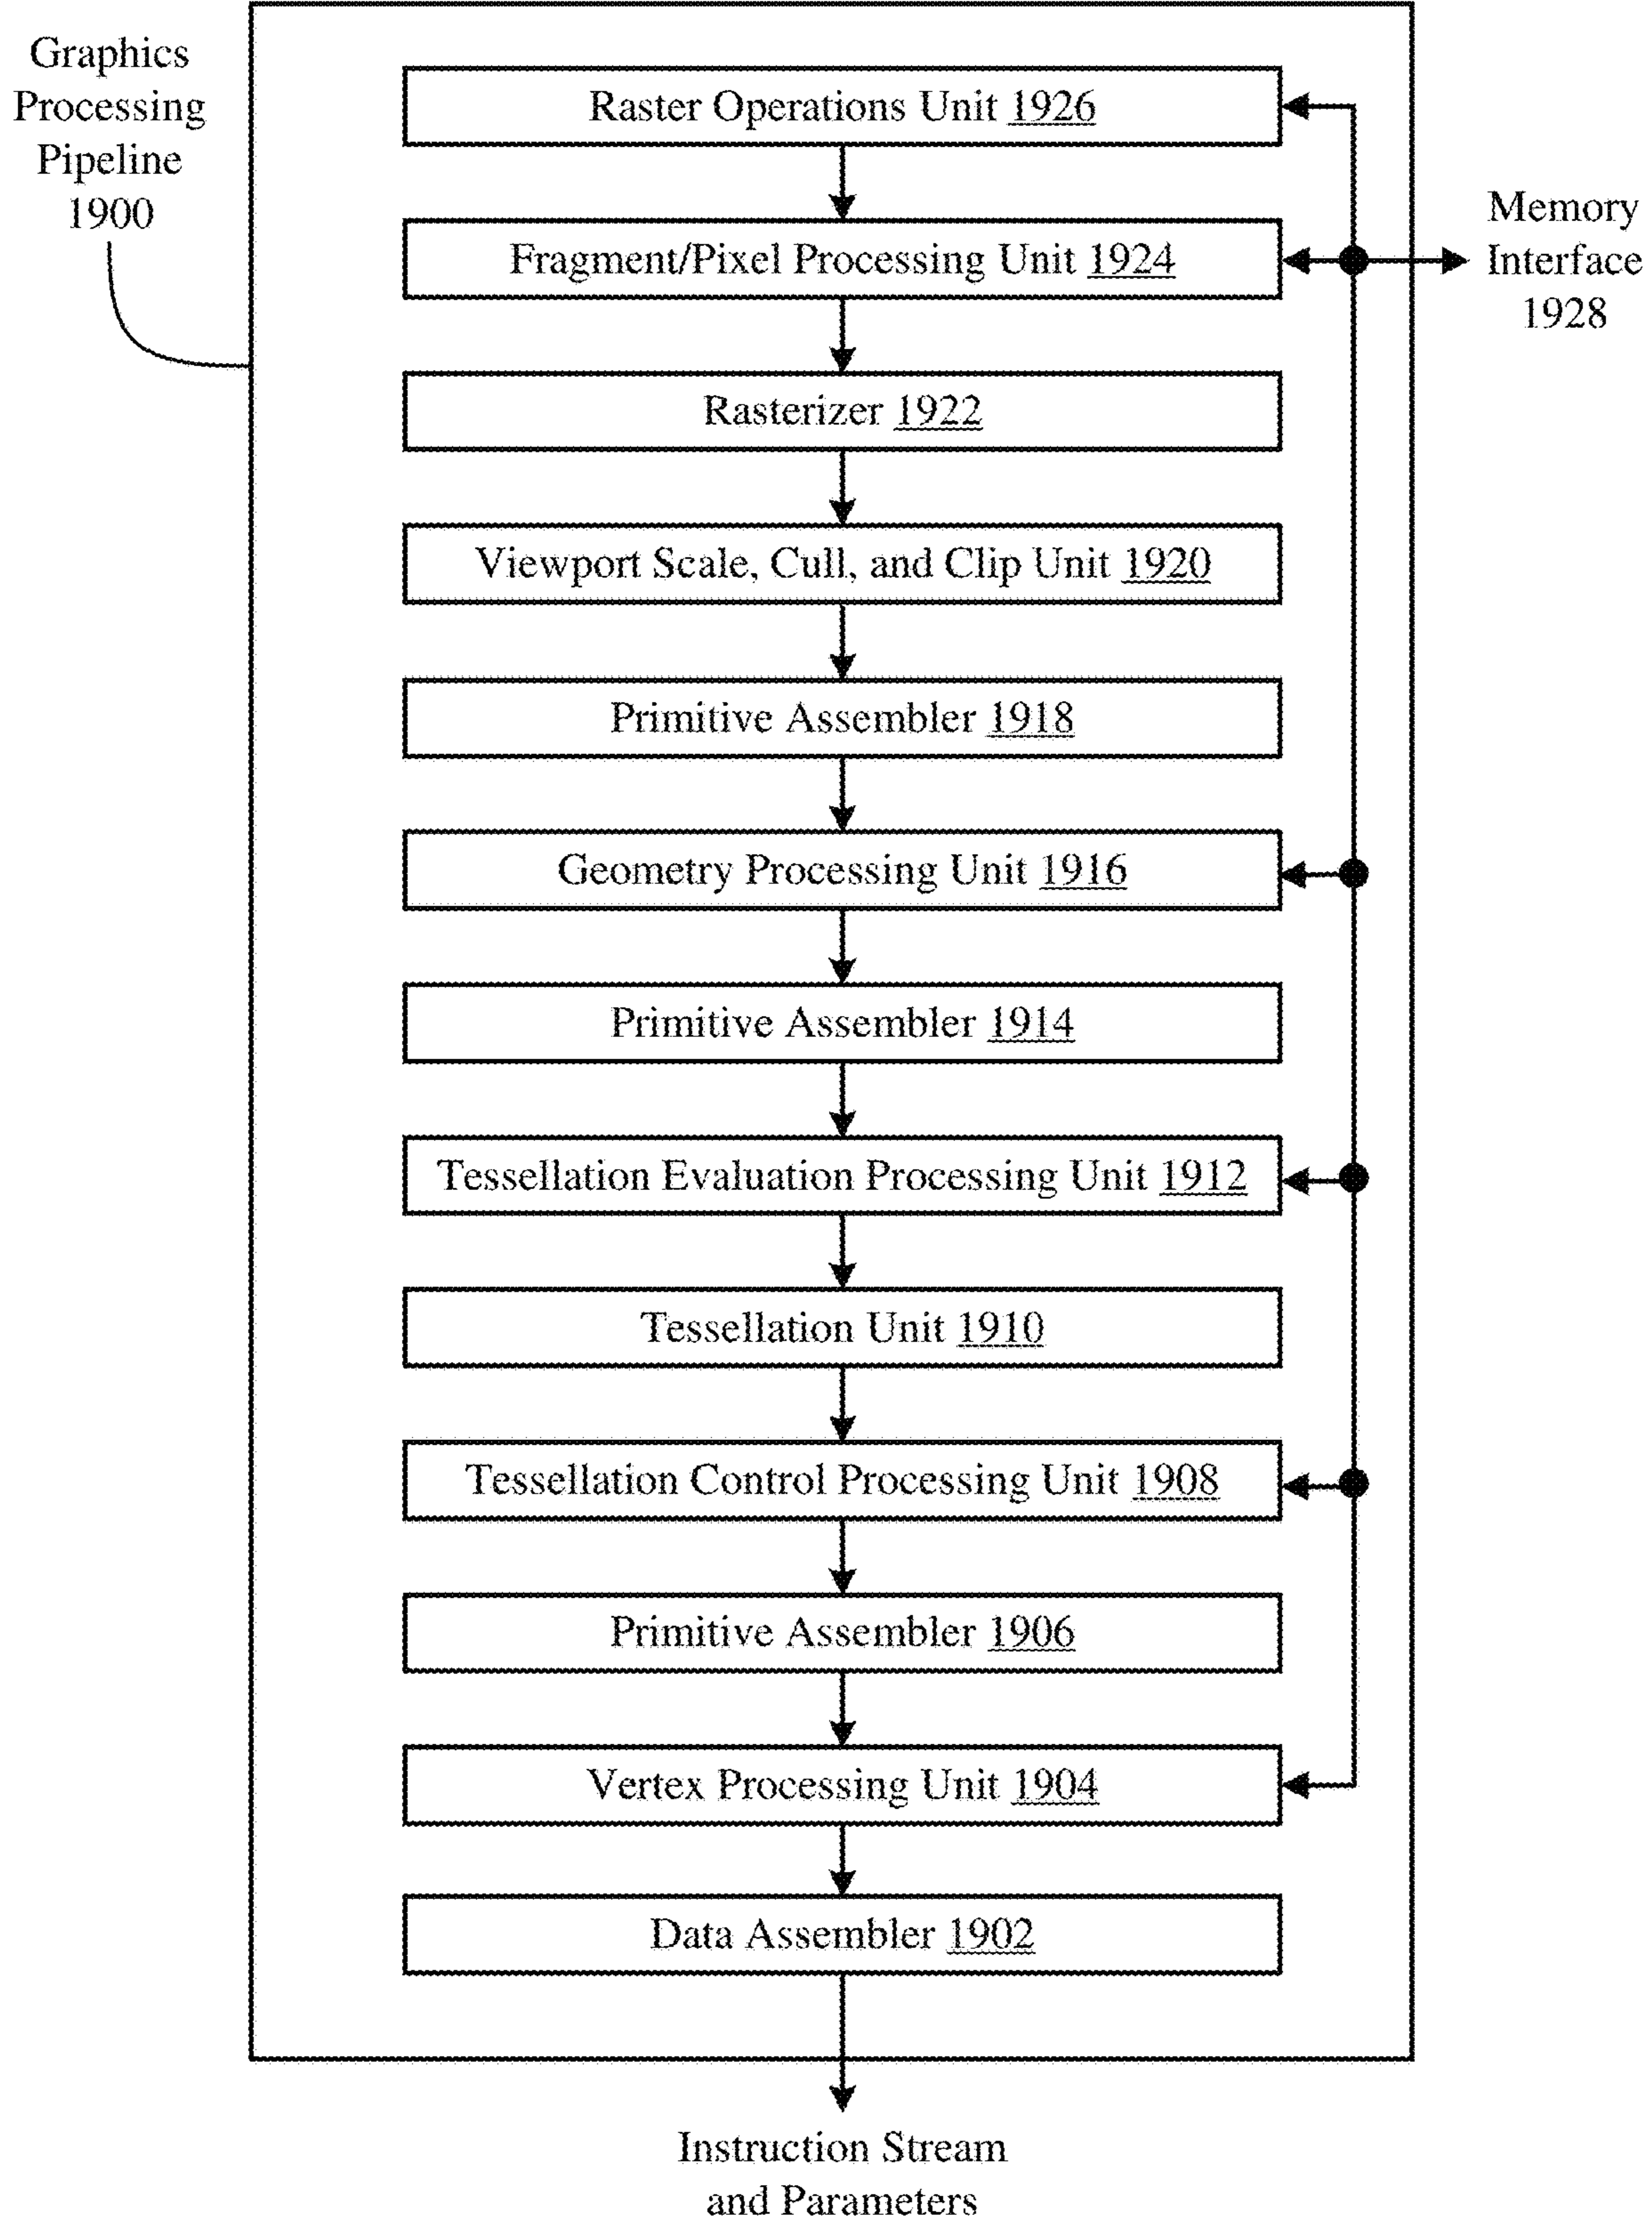 Graphics
Processing
Pipeline
1900
Raster Operations Unit 1926
Fragment/Pixel Processing Unit 1924
Memory
Interface
1928
Rasterizer 1922
Viewport Scale, Cull, and Clip Unit 1920
Primitive Assembler 1918
Geometry Processing Unit 1916
Primitive Assembler 1914
Tessellation Evaluation Processing Unit 1912
Tessellation Unit 1910
Tessellation Control Processing Unit 1908
Primitive Assembler 1906
Vertex Processing Unit 1904
Data Assembler 1902
Instruction Stream
and Parameters